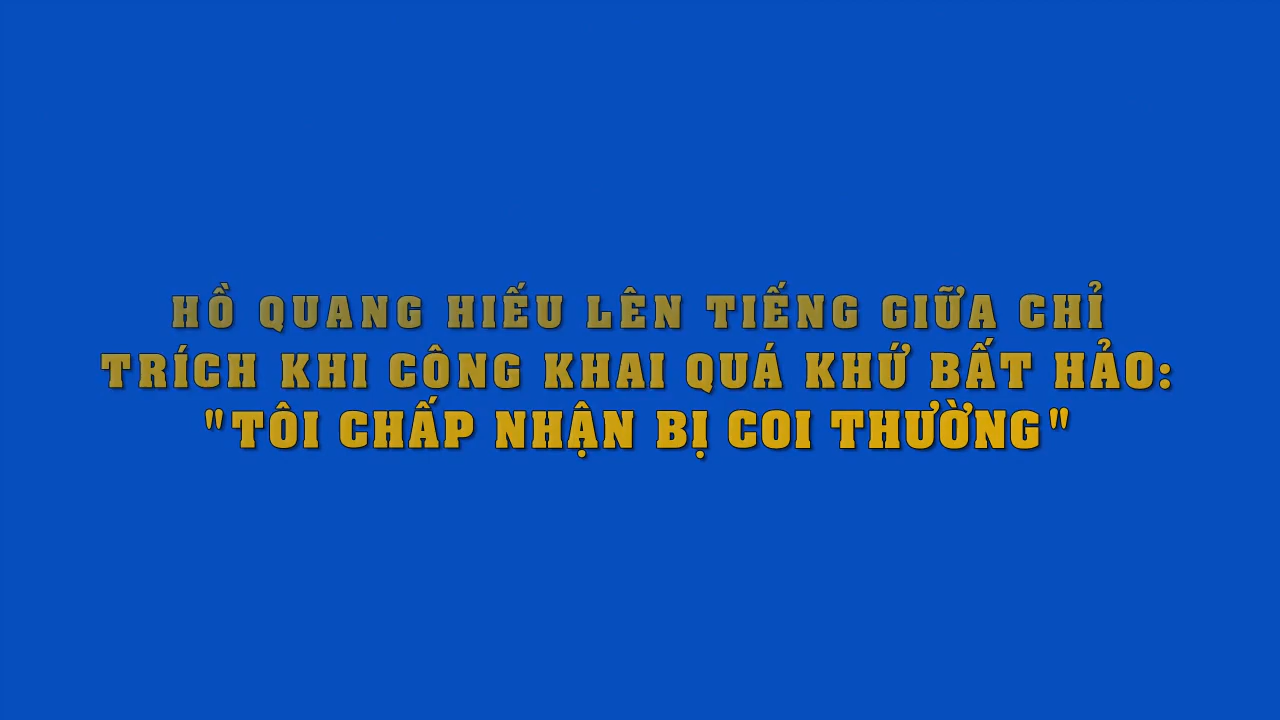 HỒ QUANG HIẾU LÊN TIẾNG GIỮA CHỈ
TRÍCH KHI CÔNG KHAI QUÁ KHỨ BẤT HẢO:
"TÔI CHẤP NHẬN BỊ COI THƯỜNG"